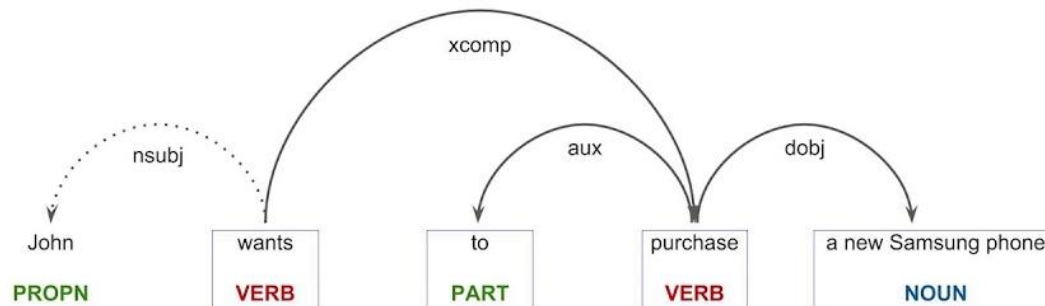 xcomp
nsubj aux dobj
John wants to purchase a new Samsung phone
PROPN VERB PART VERB NOUN